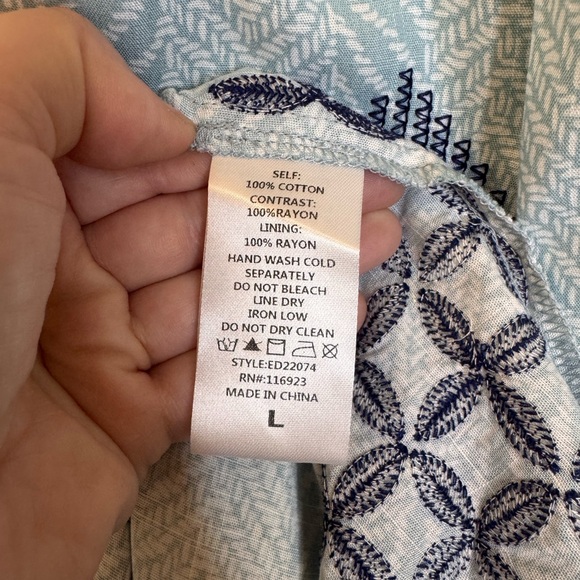 SELF:
100% COTTON
CONTRAST:
100%RAYON
LINING:
100% RAYON
HAND WASH COLD
SEPARATELY
DO NOT BLEACH
LINE DRY
IRON LOW
DO NOT DRY CLEAN
STYLE:ED22074
RN#:116923
MADE IN CHINA
L